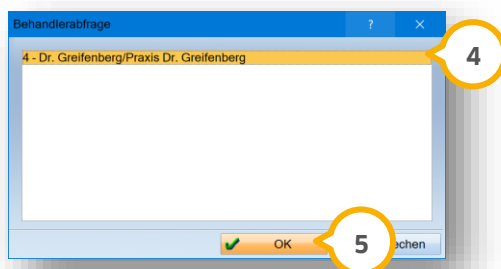 Behandlerabfrage ? ×
4 - Dr. Greifenberg/Praxis Dr. Greifenberg
4
OK
5
echen